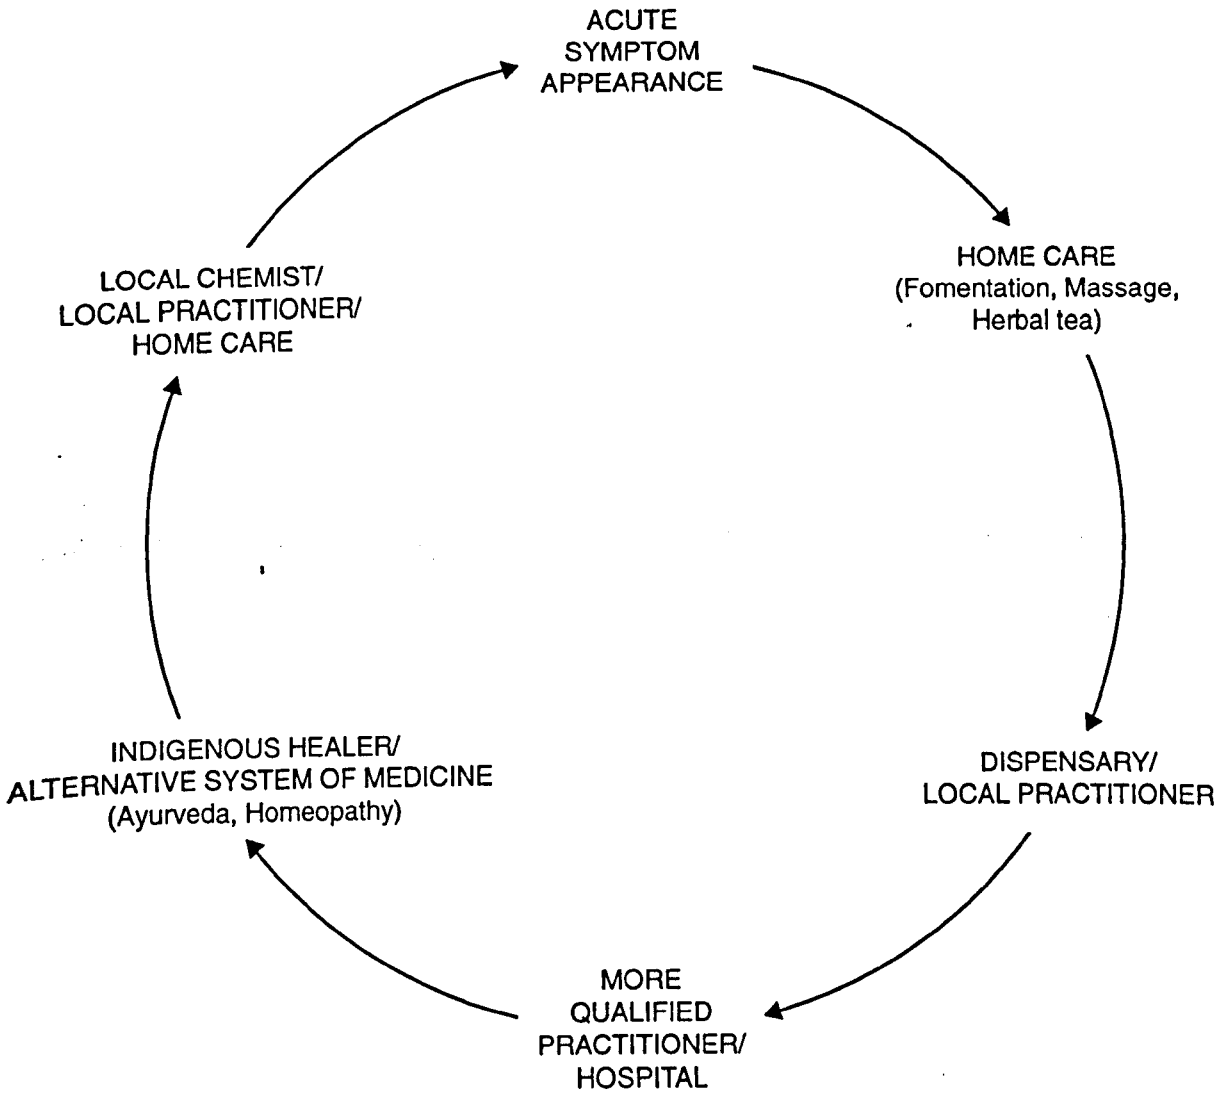 ACUTE
SYMPTOM
APPEARANCE
HOME CARE
(Fomentation, Massage,
Herbal tea)
DISPENSARY/
LOCAL PRACTITIONER
MORE
QUALIFIED
PRACTITIONER/
HOSPITAL
INDIGENOUS HEALER/
ALTERNATIVE SYSTEM OF MEDICINE
(Ayurveda, Homeopathy)
LOCAL CHEMIST/
LOCAL PRACTITIONER/
HOME CARE